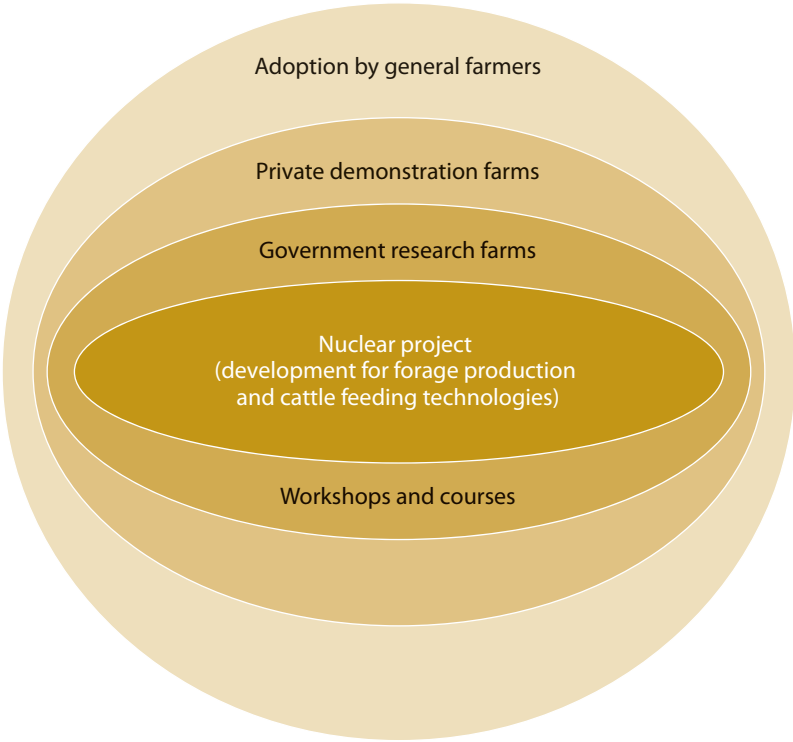 Adoption by general farmers
Private demonstration farms
Government research farms
Nuclear project
(development for forage production
and cattle feeding technologies)
Workshops and courses